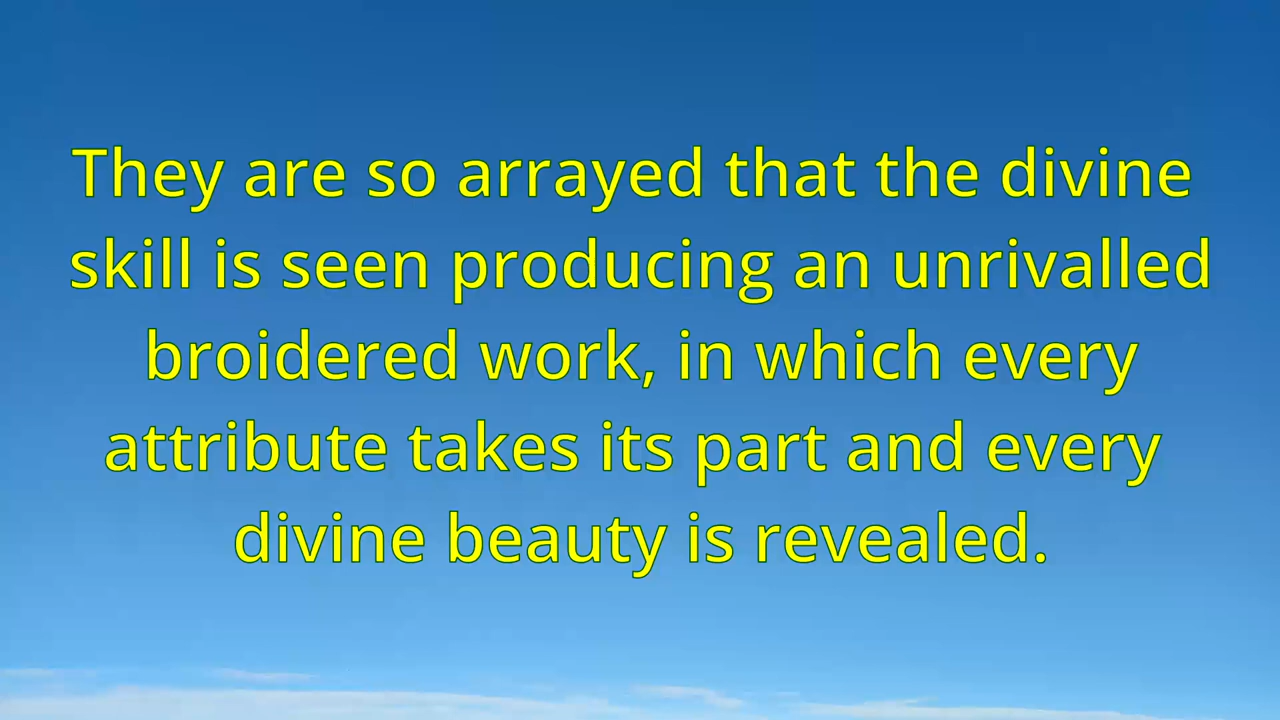 They are so arrayed that the divine
skill is seen producing an unrivalled
broidered work, in which every
attribute takes its part and every
divine beauty is revealed.